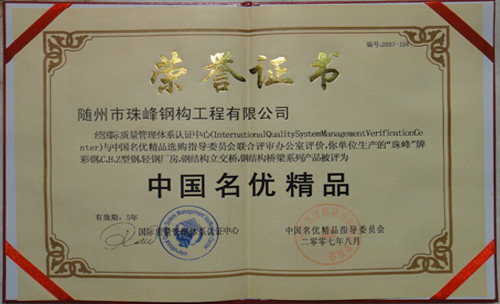 编号:2007-158
荣誉证书
随州市珠峰钢构工程有限公司
经国际质量管理体系认证中心(InternationalQualitySystemManagementVerificationCe
nter)与中国名优精品选购指导委员会联合评审办公室评价,你单位生产的“珠峰”牌
彩钢,C,H,Z型钢,轻钢厂房,钢结构立交桥,钢结构桥梁系列产品被评为
中国名优精品
有效期:5年
国际质量管理体系认证中心
中国名优精品指导委员会
二〇〇七年八月